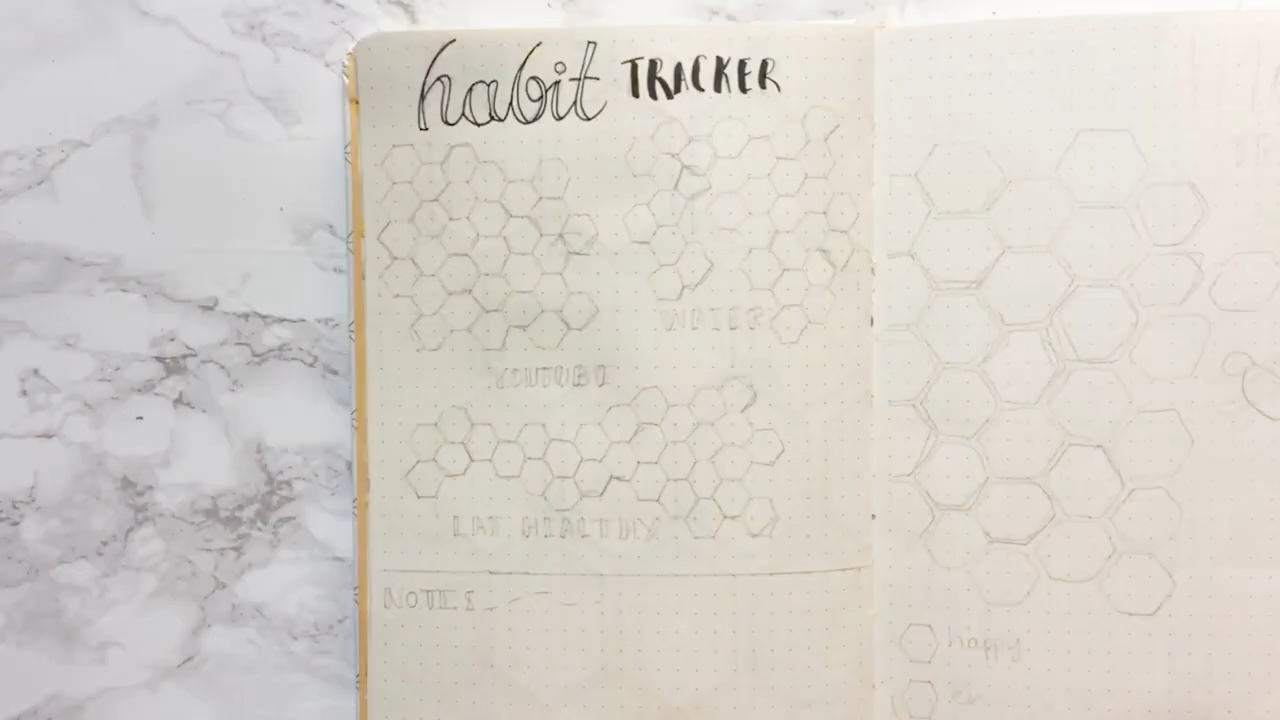 habit TRACKER
WATER
YOUTUBE
EAT HEALTHY
NOTES
happy